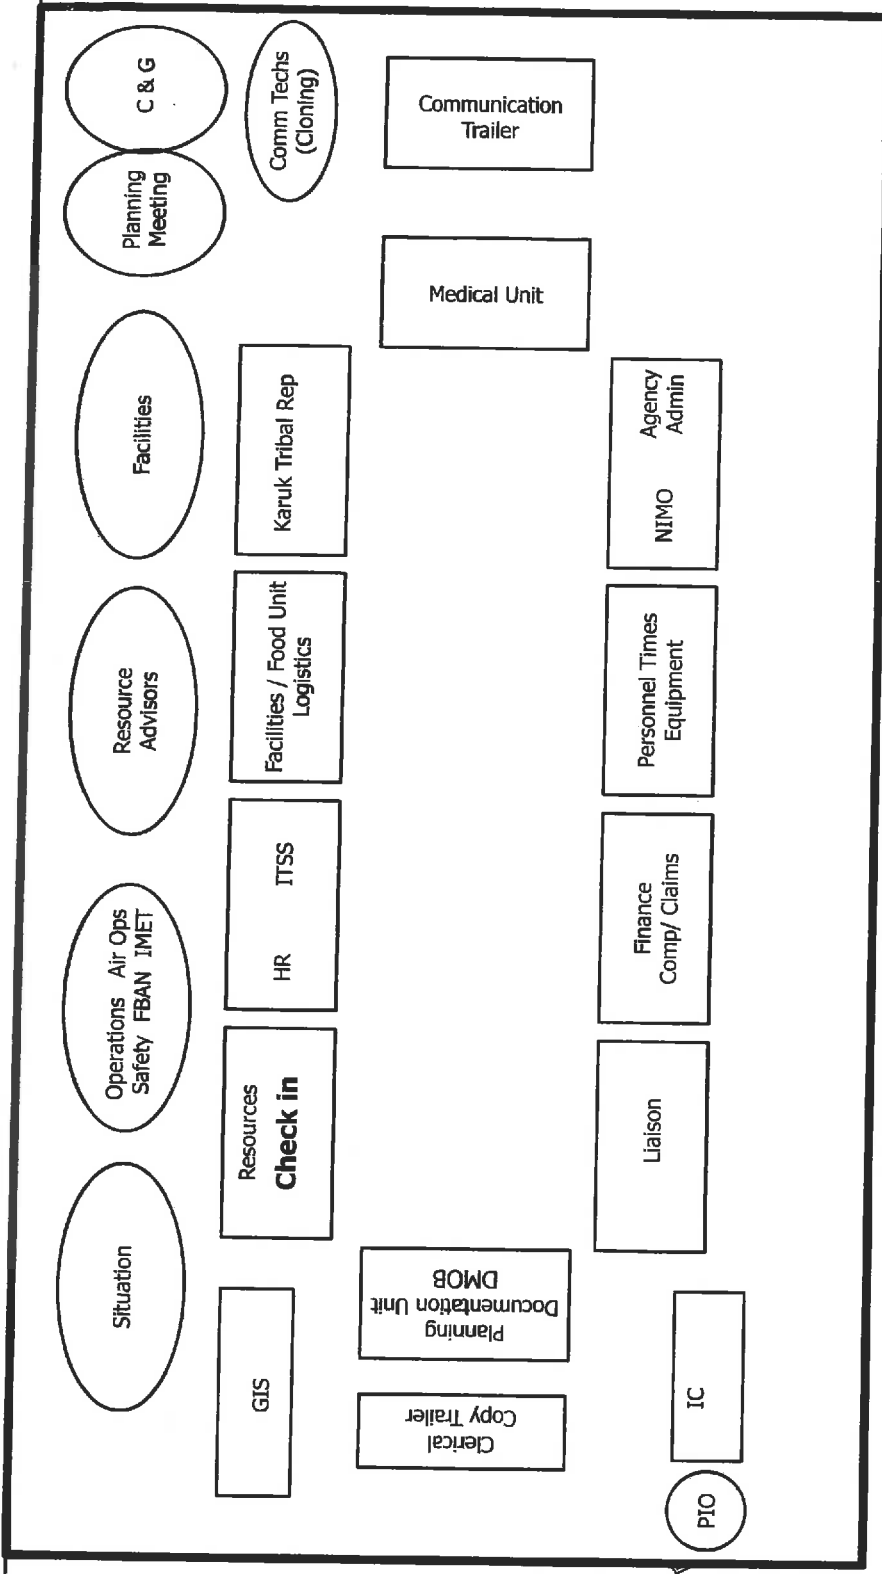 C & G
Planning
Meeting
Comm Techs
(Cloning)
Communication
Trailer
Medical Unit
Facilities
Karuk Tribal Rep
Agency
Admin
NIMO
Resource
Advisors
Facilities / Food Unit
Logistics
Personnel Times
Equipment
Operations Air Ops
Safety FBAN IMET
HR ITSS
Finance
Comp/ Claims
Resources
Check in
Liaison
Situation
Planning
Documentation Unit
DMOB
GIS
Clerical
Copy Trailer
IC
PIO